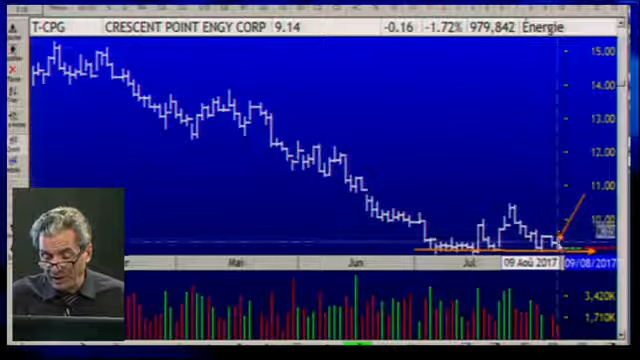 T-CPG CRESCENT POINT ENGY CORP 9.14 -0.16 -1.72% 979,842 Énergie
15.00
14.00
13.00
12.00
11.00
10.00
Mai Jun Jul 09 Aoû 2017 09/08/2017
3,420K
1,710K